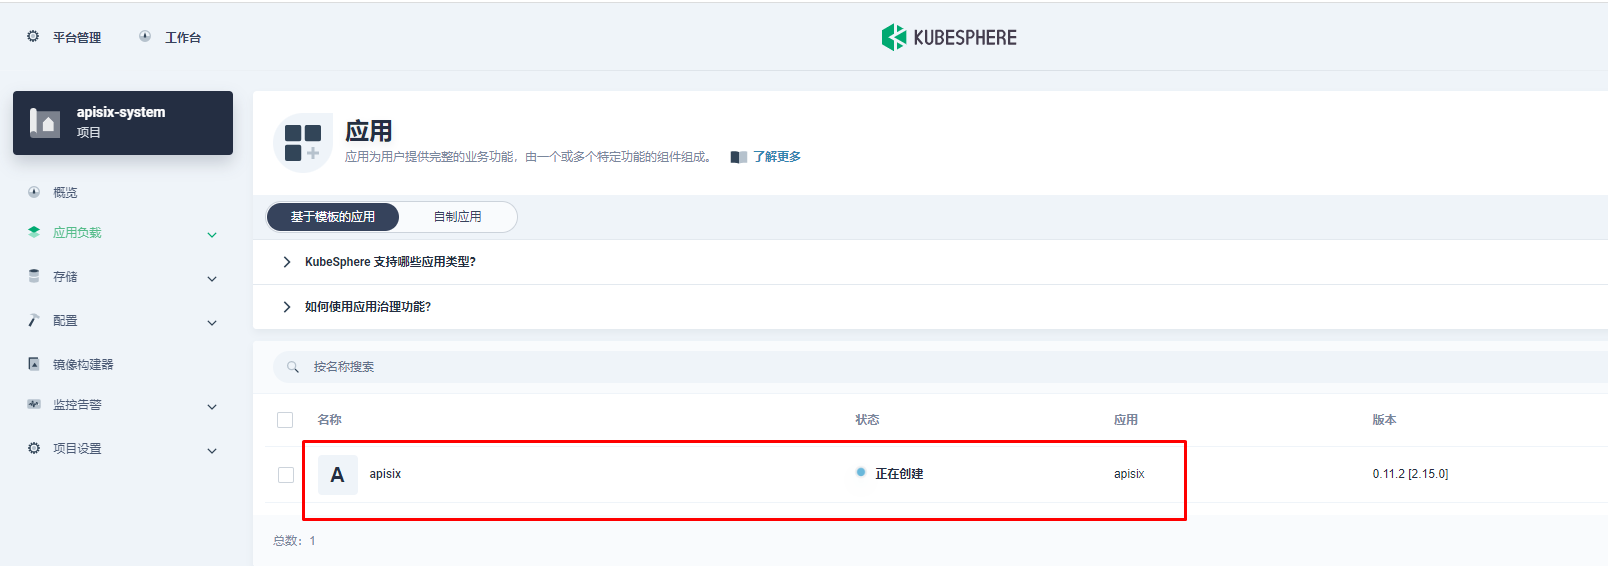 平台管理
工作台
KUBESPHERE
apisix-system
项目
概览
应用负载
存储
配置
镜像构建器
监控告警
项目设置
应用
应用为用户提供完整的业务功能，由一个或多个特定功能的组件组成。
了解更多
基于模板的应用
自制应用
KubeSphere 支持哪些应用类型？
如何使用应用治理功能？
按名称搜索
名称 状态 应用 版本
A apisix 正在创建 apisix 0.11.2 [2.15.0]
总数：1